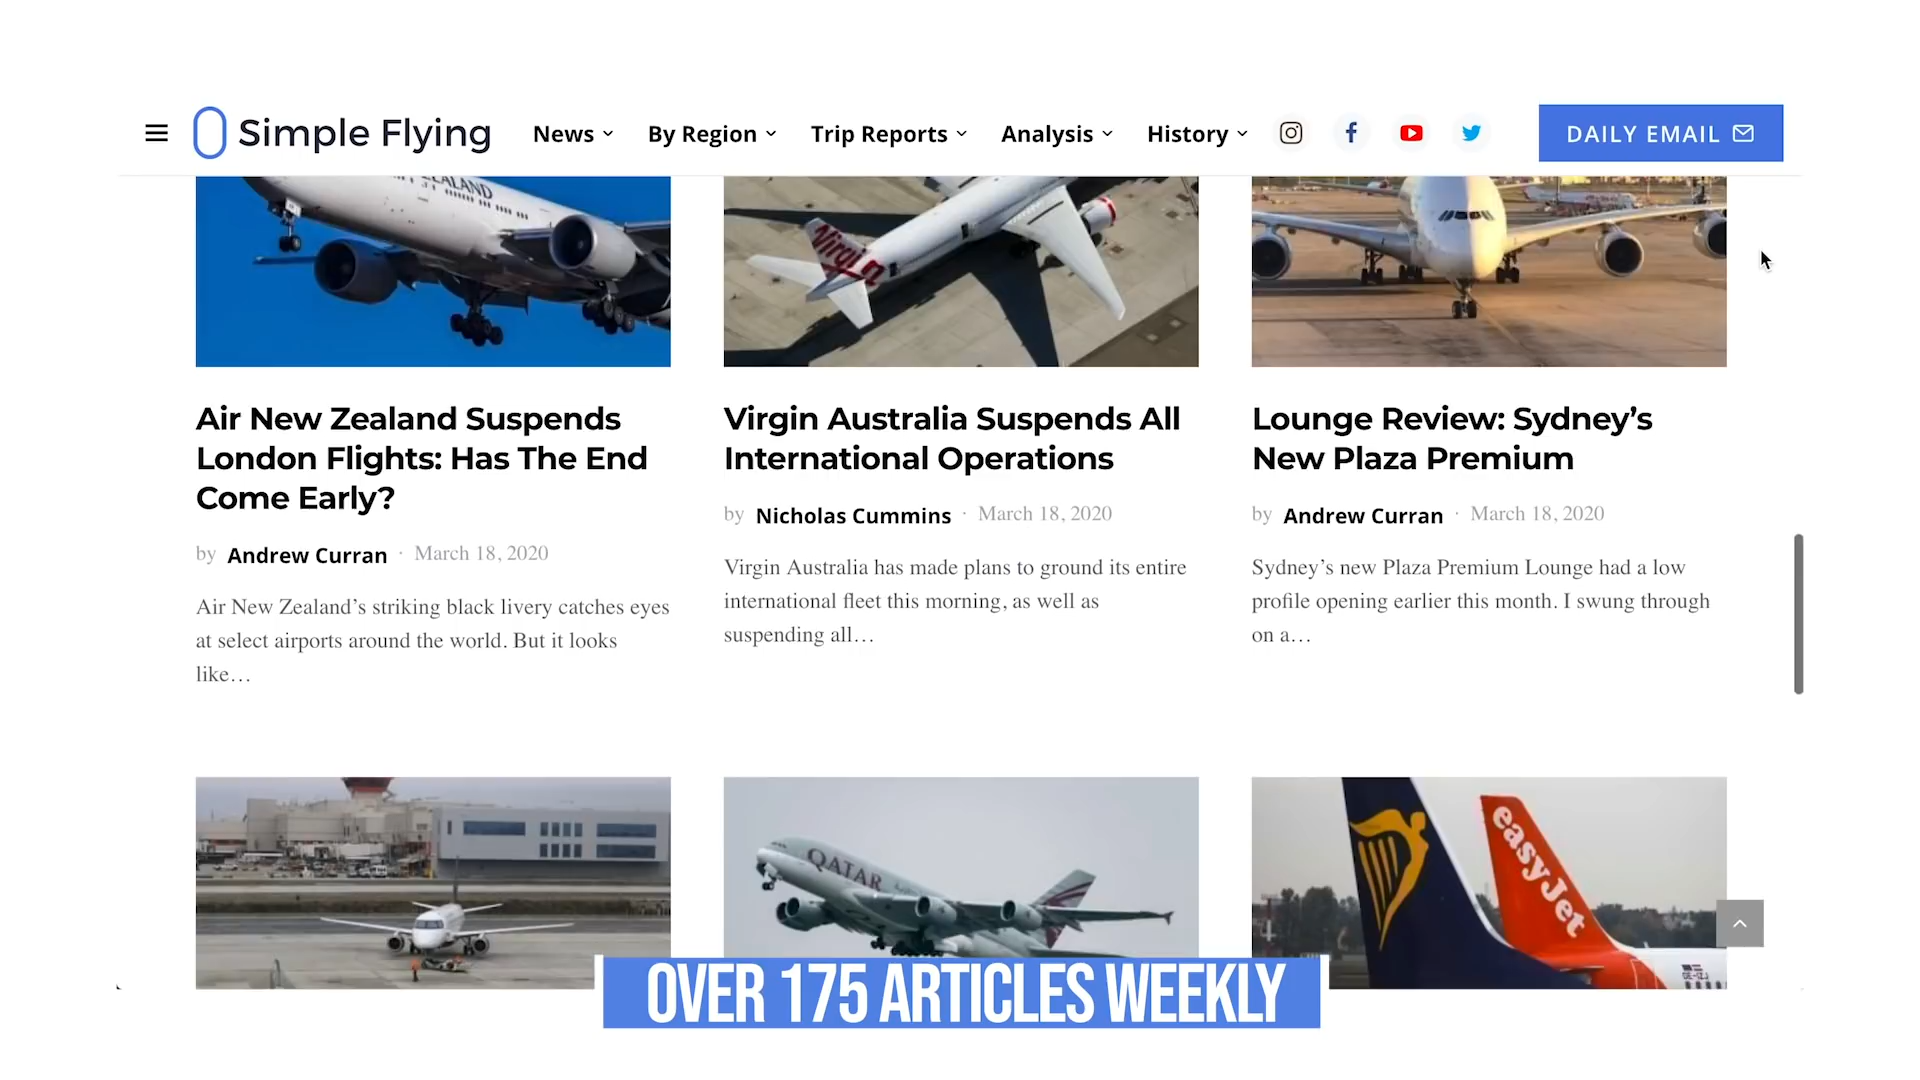 Simple Flying
News
By Region
Trip Reports
Analysis
History
DAILY EMAIL
ZEALAND
Virgin
Air New Zealand Suspends
London Flights: Has The End
Come Early?
by Andrew Curran · March 18, 2020
Air New Zealand’s striking black livery catches eyes
at select airports around the world. But it looks
like…
Virgin Australia Suspends All
International Operations
by Nicholas Cummins · March 18, 2020
Virgin Australia has made plans to ground its entire
international fleet this morning, as well as
suspending all…
Lounge Review: Sydney’s
New Plaza Premium
by Andrew Curran · March 18, 2020
Sydney’s new Plaza Premium Lounge had a low
profile opening earlier this month. I swung through
on a…
QATAR
easyJet
OVER 175 ARTICLES WEEKLY